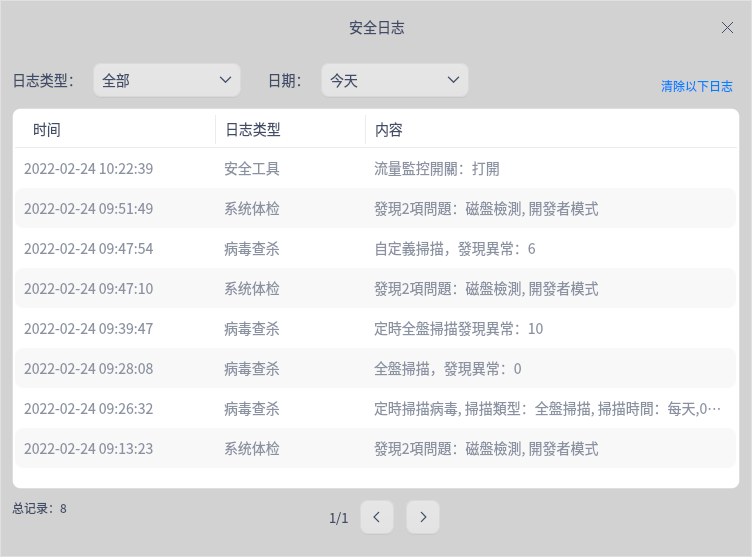 安全日志
日志类型： 全部 日期： 今天 清除以下日志
时间 日志类型 内容
2022-02-24 10:22:39 安全工具 流量監控開關：打開
2022-02-24 09:51:49 系统体检 發現2項問題：磁盤檢測, 開發者模式
2022-02-24 09:47:54 病毒查杀 自定義掃描，發現異常：6
2022-02-24 09:47:10 系统体检 發現2項問題：磁盤檢測, 開發者模式
2022-02-24 09:39:47 病毒查杀 定時全盤掃描發現異常：10
2022-02-24 09:28:08 病毒查杀 全盤掃描，發現異常：0
2022-02-24 09:26:32 病毒查杀 定時掃描病毒, 掃描類型：全盤掃描, 掃描時間：每天,0…
2022-02-24 09:13:23 系统体检 發現2項問題：磁盤檢測, 開發者模式
总记录：8
1/1